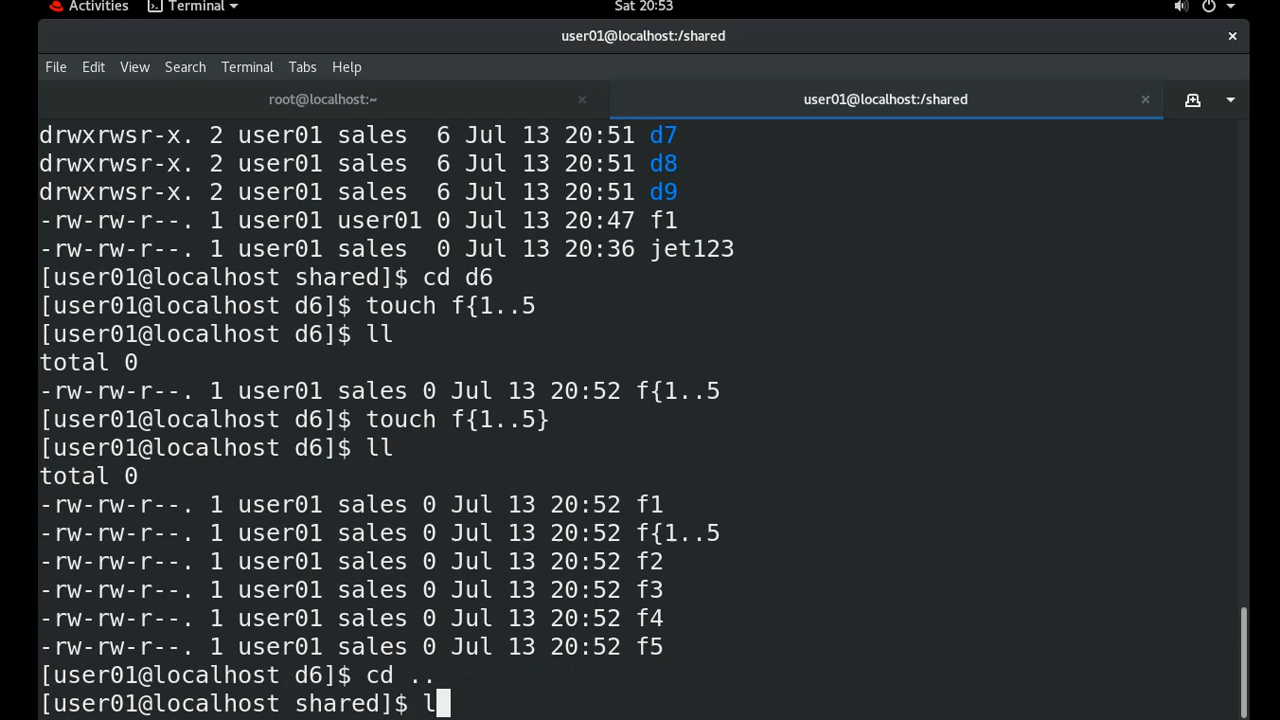 Activities Terminal Sat 20:53
user01@localhost:/shared
File Edit View Search Terminal Tabs Help
root@localhost:~ user01@localhost:/shared
drwxrwsr-x. 2 user01 sales  6 Jul 13 20:51 d7
drwxrwsr-x. 2 user01 sales  6 Jul 13 20:51 d8
drwxrwsr-x. 2 user01 sales  6 Jul 13 20:51 d9
-rw-rw-r--. 1 user01 user01 0 Jul 13 20:47 f1
-rw-rw-r--. 1 user01 sales  0 Jul 13 20:36 jet123
[user01@localhost shared]$ cd d6
[user01@localhost d6]$ touch f{1..5
[user01@localhost d6]$ ll
total 0
-rw-rw-r--. 1 user01 sales 0 Jul 13 20:52 f{1..5
[user01@localhost d6]$ touch f{1..5}
[user01@localhost d6]$ ll
total 0
-rw-rw-r--. 1 user01 sales 0 Jul 13 20:52 f1
-rw-rw-r--. 1 user01 sales 0 Jul 13 20:52 f{1..5
-rw-rw-r--. 1 user01 sales 0 Jul 13 20:52 f2
-rw-rw-r--. 1 user01 sales 0 Jul 13 20:52 f3
-rw-rw-r--. 1 user01 sales 0 Jul 13 20:52 f4
-rw-rw-r--. 1 user01 sales 0 Jul 13 20:52 f5
[user01@localhost d6]$ cd ..
[user01@localhost shared]$ l